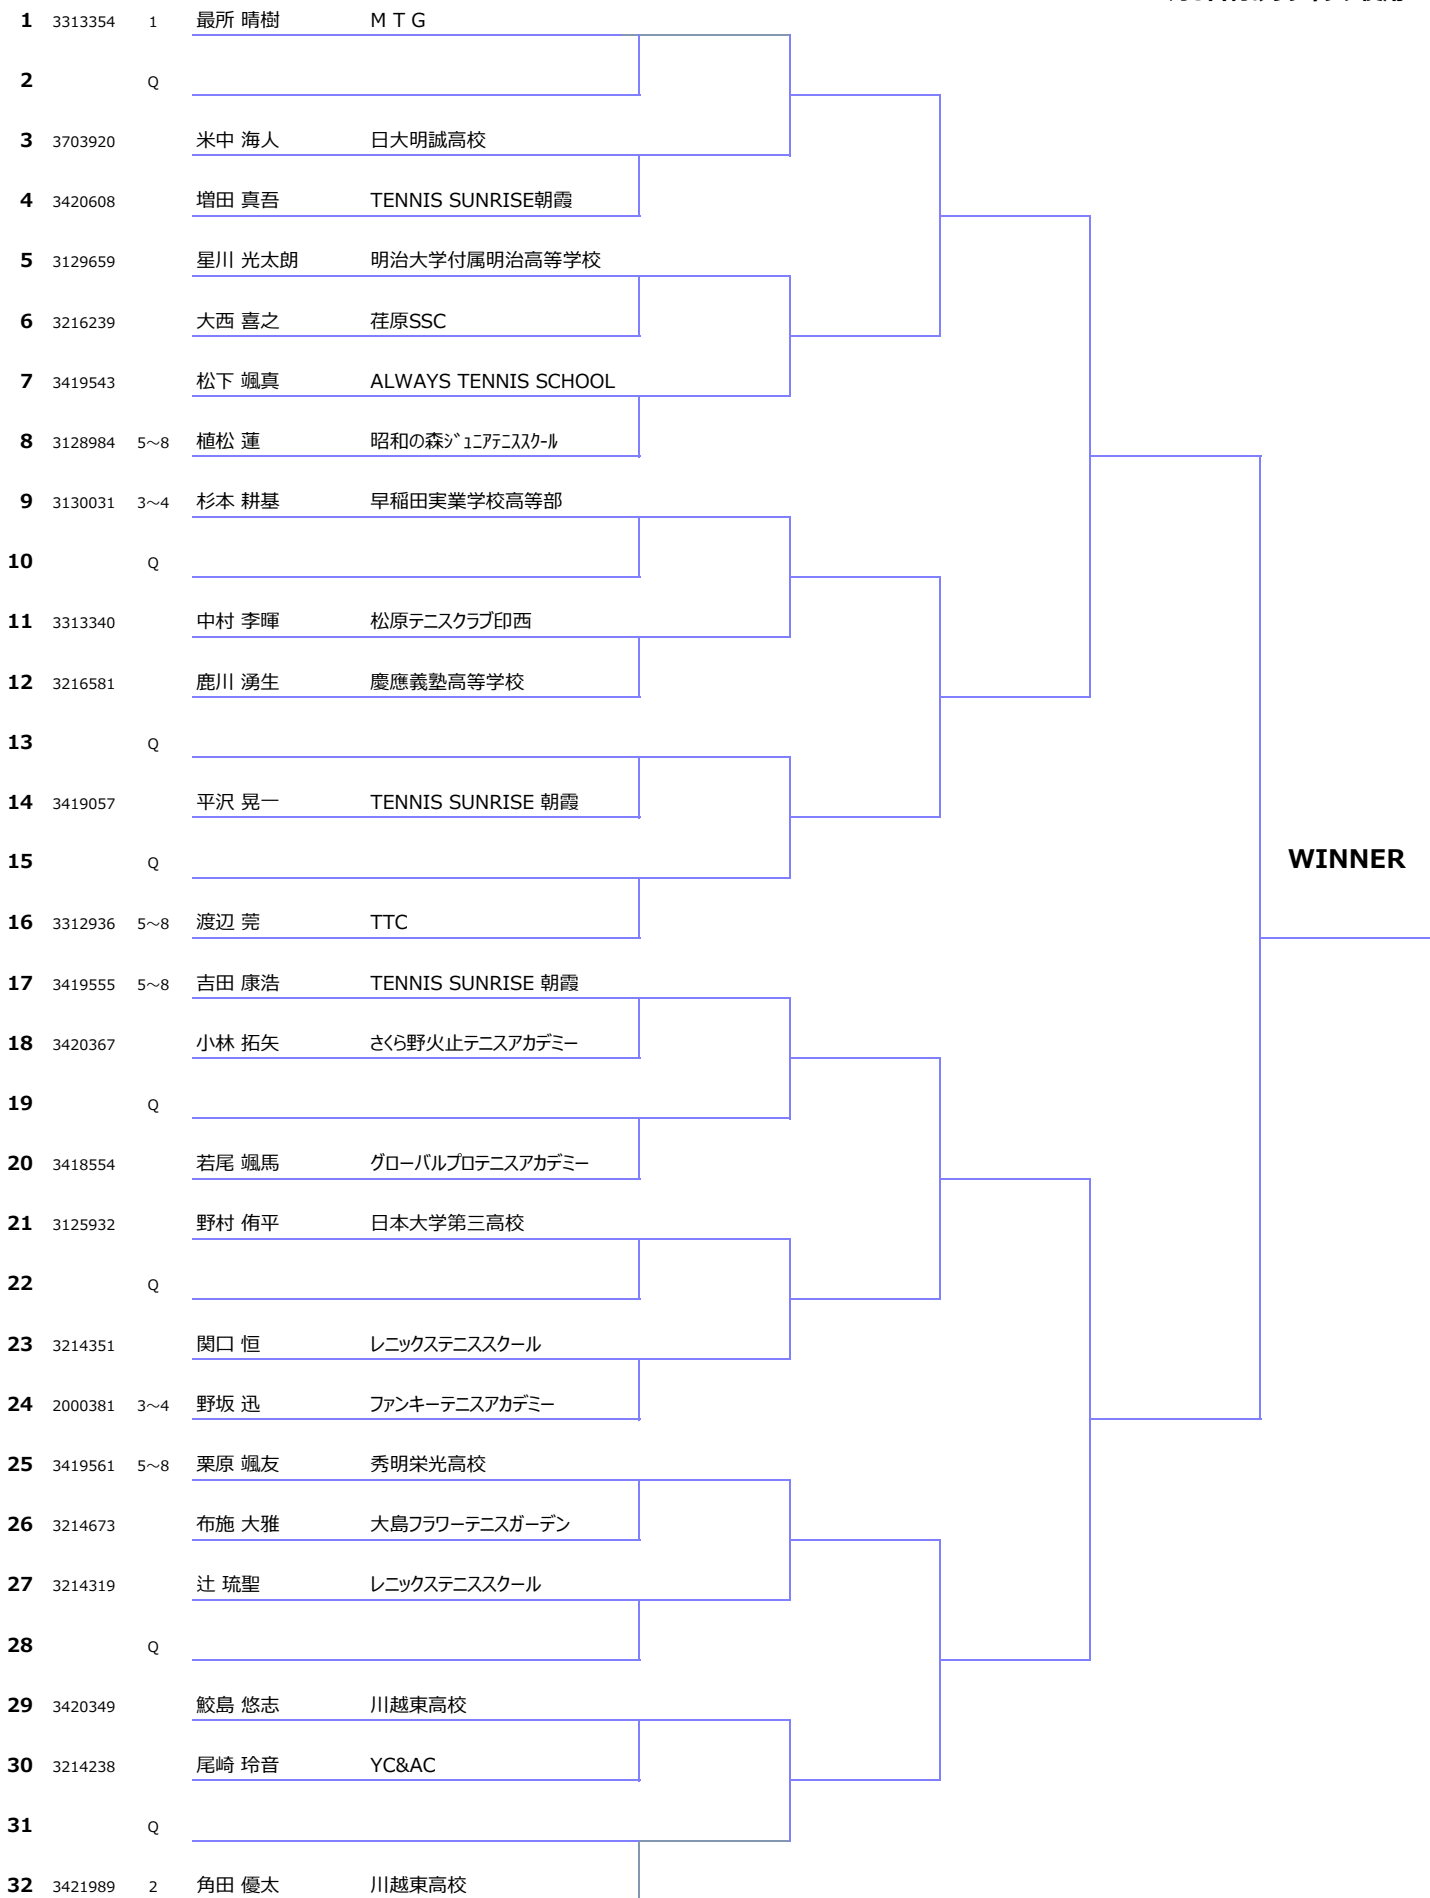 1 3313354 1 最所 晴樹 ＭＴＧ
2 Q
3 3703920 米中 海人 日大明誠高校
4 3420608 増田 真吾 TENNIS SUNRISE朝霞
5 3129659 星川 光太朗 明治大学付属明治高等学校
6 3216239 大西 喜之 荏原SSC
7 3419543 松下 颯真 ALWAYS TENNIS SCHOOL
8 3128984 5～8 植松 蓮 昭和の森ｼﾞｭﾆｱﾃﾆｽｽｸｰﾙ
9 3130031 3～4 杉本 耕基 早稲田実業学校高等部
10 Q
11 3313340 中村 李暉 松原テニスクラブ印西
12 3216581 鹿川 湧生 慶應義塾高等学校
13 Q
14 3419057 平沢 晃一 TENNIS SUNRISE 朝霞
15 Q
WINNER
16 3312936 5～8 渡辺 莞 TTC
17 3419555 5～8 吉田 康浩 TENNIS SUNRISE 朝霞
18 3420367 小林 拓矢 さくら野火止テニスアカデミー
19 Q
20 3418554 若尾 颯馬 グローバルプロテニスアカデミー
21 3125932 野村 侑平 日本大学第三高校
22 Q
23 3214351 関口 恒 レニックステニススクール
24 2000381 3～4 野坂 迅 ファンキーテニスアカデミー
25 3419561 5～8 栗原 颯友 秀明栄光高校
26 3214673 布施 大雅 大島フラワーテニスガーデン
27 3214319 辻 琉聖 レニックステニススクール
28 Q
29 3420349 鮫島 悠志 川越東高校
30 3214238 尾崎 玲音 YC&AC
31 Q
32 3421989 2 角田 優太 川越東高校